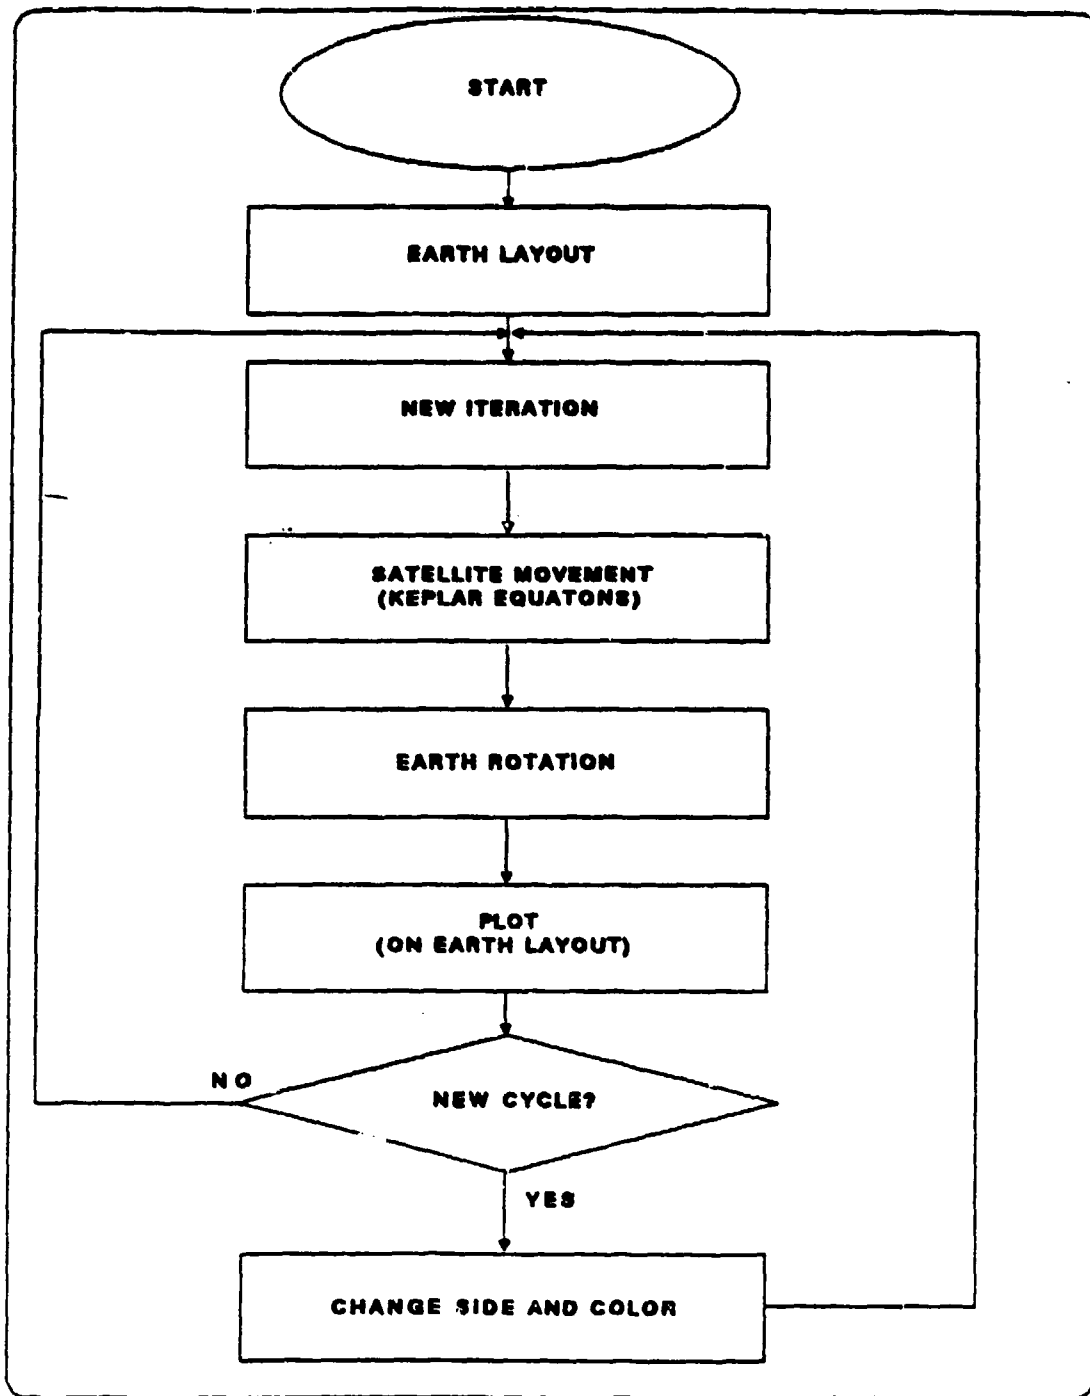 START
EARTH LAYOUT
NEW ITERATION
SATELLITE MOVEMENT
(KEPLAR EQUATONS)
EARTH ROTATION
PLOT
(ON EARTH LAYOUT)
NO
NEW CYCLE?
YES
CHANGE SIDE AND COLOR